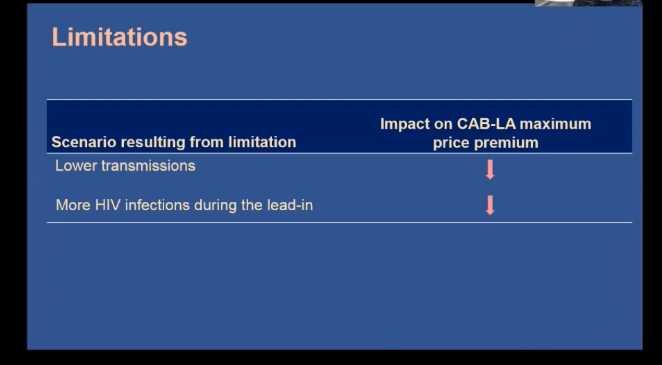 Limitations
Impact on CAB-LA maximum
Scenario resulting from limitation price premium
Lower transmissions
More HIV infections during the lead-in